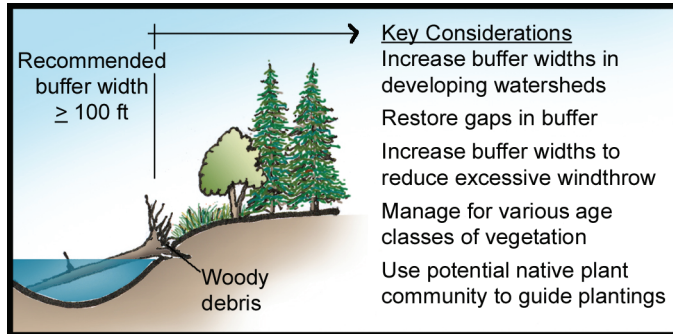 Recommended
buffer width
≥ 100 ft
Woody
debris
Key Considerations
Increase buffer widths in
developing watersheds
Restore gaps in buffer
Increase buffer widths to
reduce excessive windthrow
Manage for various age
classes of vegetation
Use potential native plant
community to guide plantings